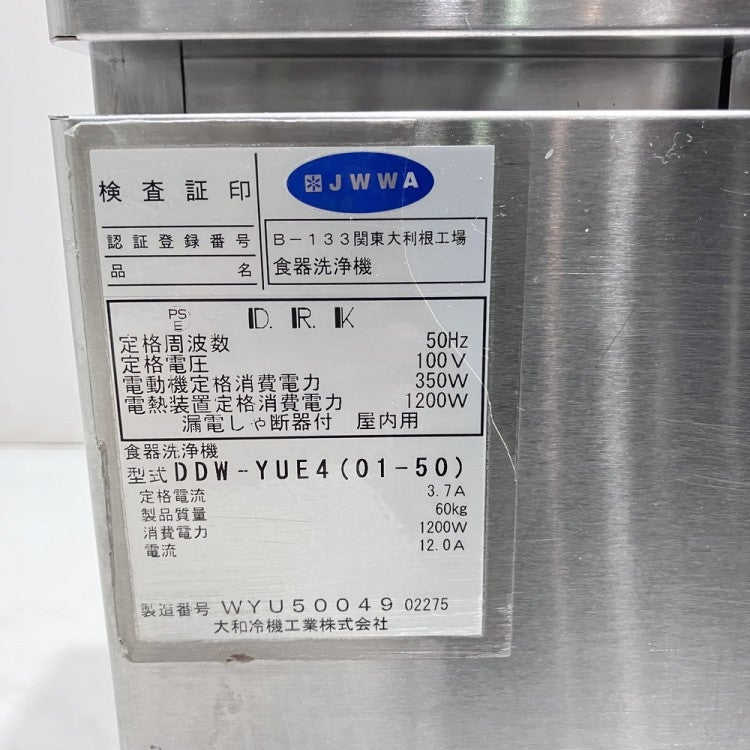 検査証印
JWWA
認証登録番号 B-133関東大利根工場
品名 食器洗浄機
PS E D.R.K
定格周波数 50Hz
定格電圧 100V
電動機定格消費電力 350W
電熱装置定格消費電力 1200W
漏電しゃ断器付 屋内用
食器洗浄機
型式 DDW-YUE4(01-50)
定格電流 3.7A
製品質量 60kg
消費電力 1200W
電流 12.0A
製造番号 WYU50049 02275
大和冷機工業株式会社